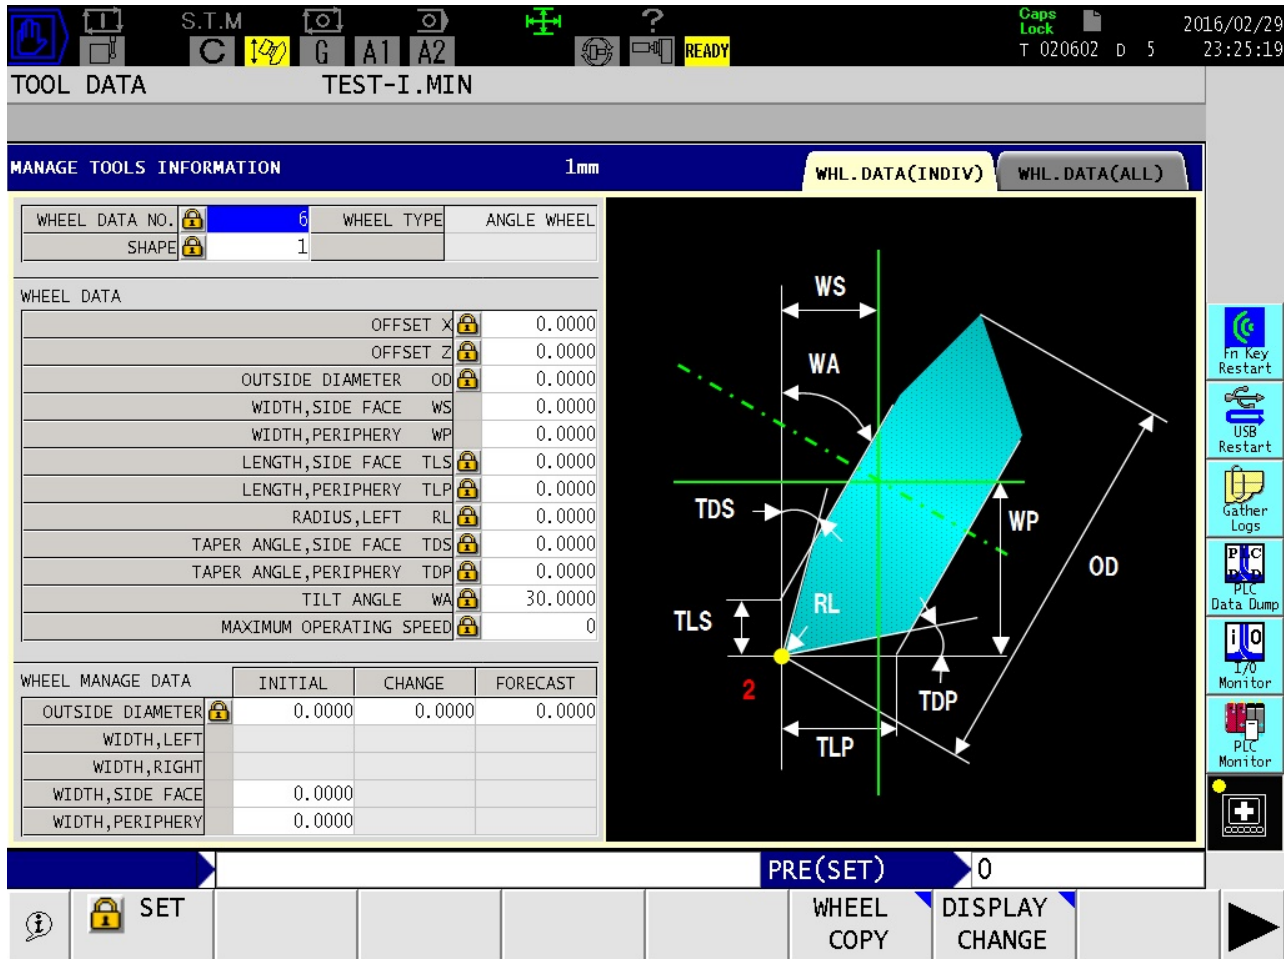 S.T.M
?
Caps
Lock
2016/02/29
C G A1 A2 READY
T 020602 D 5 23:25:19
TOOL DATA TEST-I.MIN
MANAGE TOOLS INFORMATION 1mm WHL.DATA(INDIV) WHL.DATA(ALL)
WHEEL DATA NO. 6 WHEEL TYPE ANGLE WHEEL
SHAPE 1
WHEEL DATA
OFFSET X 0.0000
OFFSET Z 0.0000
OUTSIDE DIAMETER OD 0.0000
WIDTH,SIDE FACE WS 0.0000
WIDTH,PERIPHERY WP 0.0000
LENGTH,SIDE FACE TLS 0.0000
LENGTH,PERIPHERY TLP 0.0000
RADIUS,LEFT RL 0.0000
TAPER ANGLE,SIDE FACE TDS 0.0000
TAPER ANGLE,PERIPHERY TDP 0.0000
TILT ANGLE WA 30.0000
MAXIMUM OPERATING SPEED 0
WHEEL MANAGE DATA INITIAL CHANGE FORECAST
OUTSIDE DIAMETER 0.0000 0.0000 0.0000
WIDTH,LEFT
WIDTH,RIGHT
WIDTH,SIDE FACE 0.0000
WIDTH,PERIPHERY 0.0000
WS
WA
TDS
WP
OD
RL
TLS
2
TDP
TLP
Fn Key
Restart
USB
Restart
Gather
Logs
PLC
Data Dump
I/O
Monitor
PLC
Monitor
PRE(SET) 0
SET
WHEEL
COPY
DISPLAY
CHANGE